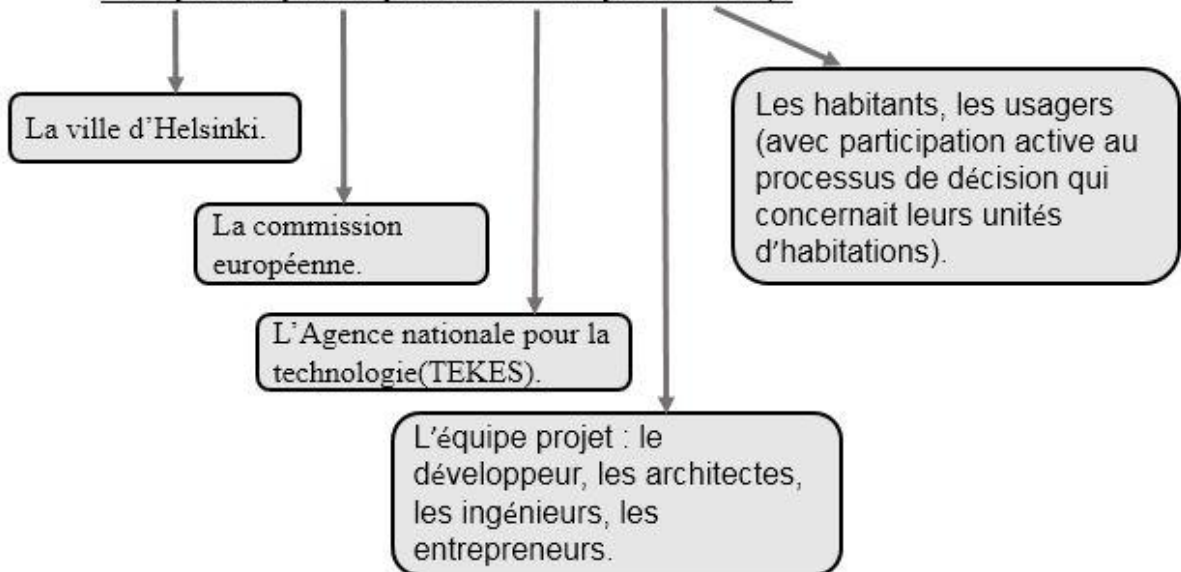 La ville d’Helsinki.
La commission
européenne.
L’Agence nationale pour la
technologie(TEKES).
L'équipe projet : le
développeur, les architectes,
les ingénieurs, les
entrepreneurs.
Les habitants, les usagers
(avec participation active au
processus de décision qui
concernait leurs unités
d'habitations).